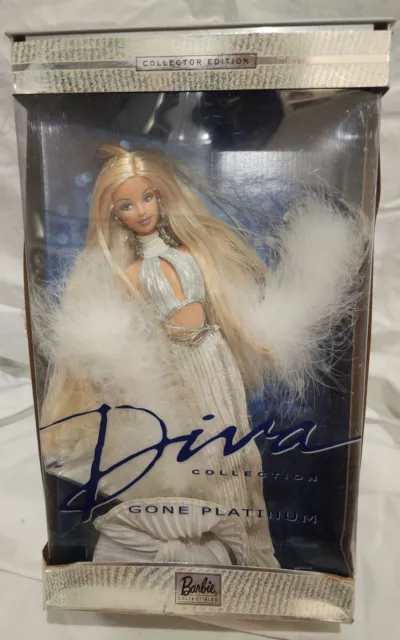 COLLECTOR EDITION
Diva
COLLECTION
GONE PLATINUM
Barbie
COLLECTIBLES